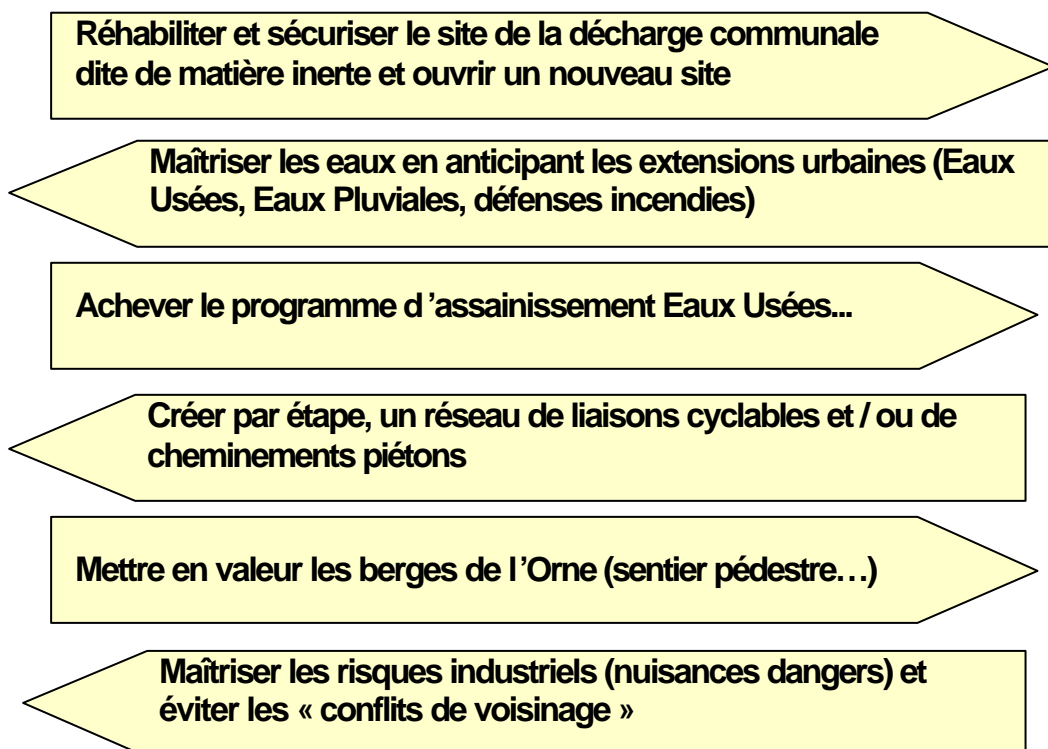 Réhabiliter et sécuriser le site de la décharge communale
dite de matière inerte et ouvrir un nouveau site
Maîtriser les eaux en anticipant les extensions urbaines (Eaux
Usées, Eaux Pluviales, défenses incendies)
Achever le programme d'assainissement Eaux Usées...
Créer par étape, un réseau de liaisons cyclables et / ou de
cheminements piétons
Mettre en valeur les berges de l'Orne (sentier pédestre…)
Maîtriser les risques industriels (nuisances dangers) et
éviter les « conflits de voisinage »